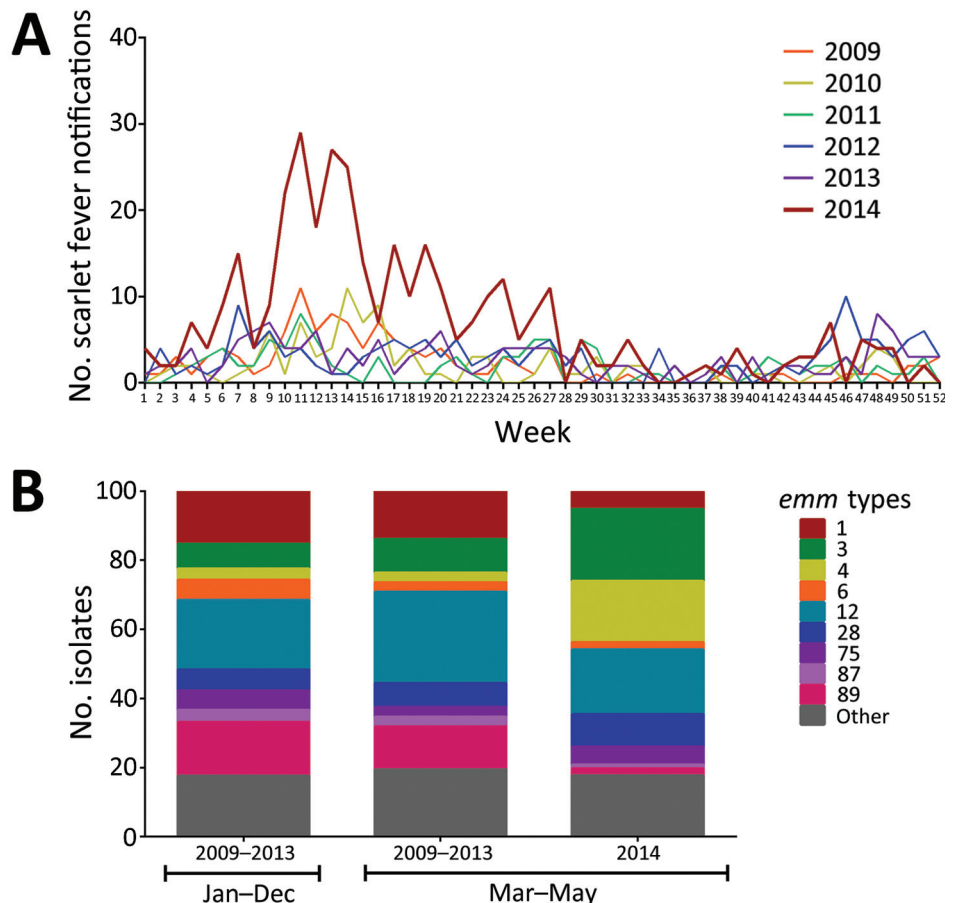 A
No. scarlet fever notifications
40
30
20
10
0
2009
2010
2011
2012
2013
2014
1 2 3 4 5 6 7 8 9 10 11 12 13 14 15 16 17 18 19 20 21 22 23 24 25 26 27 28 29 30 31 32 33 34 35 36 37 38 39 40 41 42 43 44 45 46 47 48 49 50 51 52
Week
B
No. isolates
100
80
60
40
20
0
emm types
1
3
4
6
12
28
75
87
89
Other
2009–2013 2009–2013 2014
Jan–Dec Mar–May